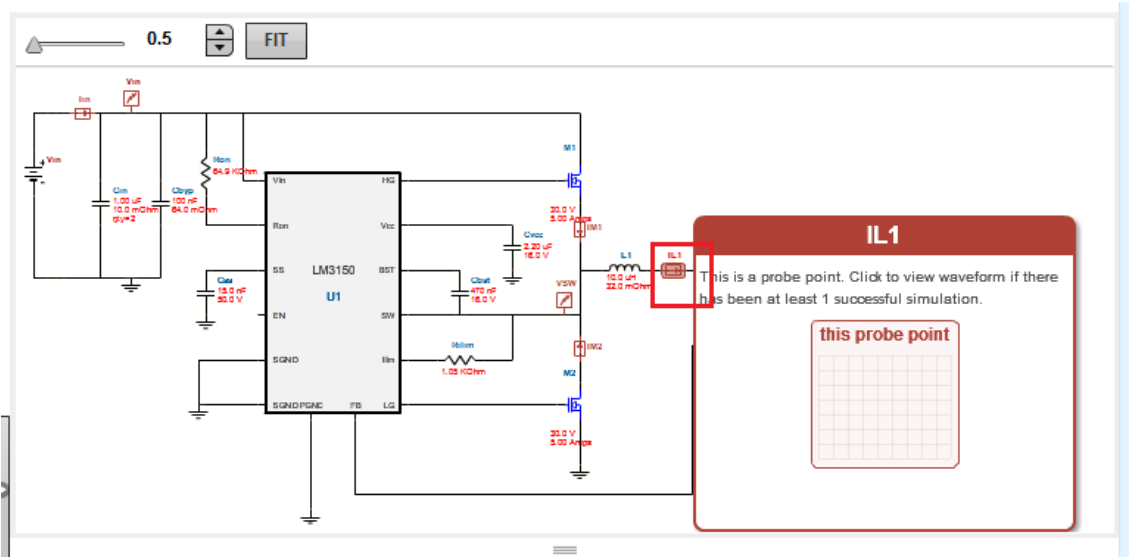 0.5
FIT
Vin
Iin
Vin
Cin
1.00 uF
10.0 mOhm
qty=2
Cbyp
100 nF
64.0 mOhm
Ron
64.9 KOhm
M1
30.0 V
5.00 Amps
IM1
Vin
HG
Ron
Vcc
SS
LM3150
BST
U1
EN
SW
SGND
Ilim
SGND PGND
FB
LG
Css
15.0 nF
50.0 V
Cvcc
2.20 uF
16.0 V
Cbst
470 nF
16.0 V
VSW
L1
10.0 uH
32.0 mOhm
IL1
Rilim
1.05 KOhm
IM2
M2
30.0 V
5.00 Amps
IL1
This is a probe point. Click to view waveform if there
has been at least 1 successful simulation.
this probe point